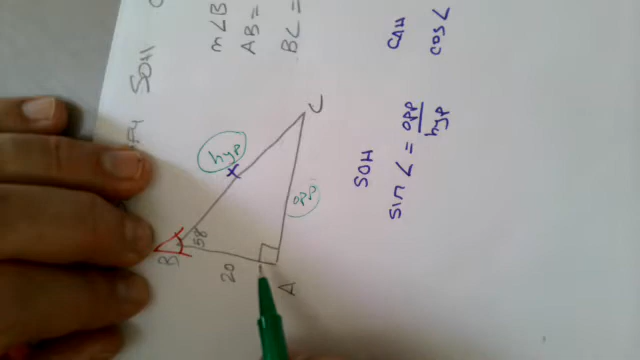 SOH
m∠B
AB =
BC =
C
hyp
x
opp
58
B
20
A
SOH
sin ∠ = opp
hyp
CAH
cos ∠